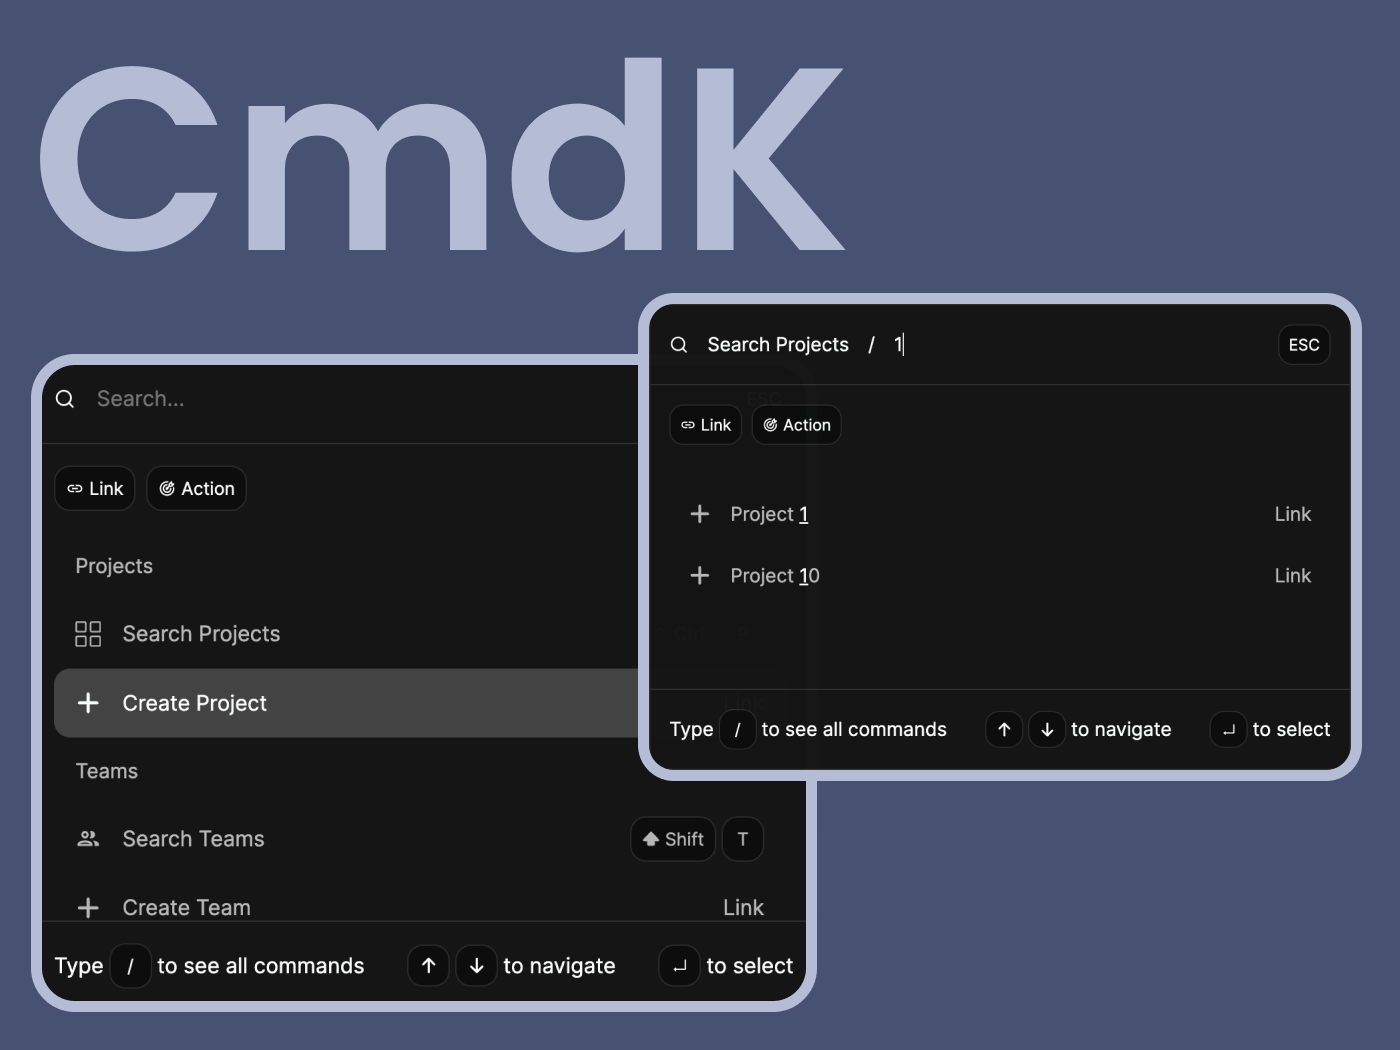 CmdK
Search Projects / 1
ESC
Link
Action
Project 1
Link
Project 10
Link
Type / to see all commands
↑ ↓ to navigate
↵ to select
Search...
Link
Action
Projects
Search Projects
Create Project
Teams
Search Teams
Shift T
Create Team
Link
Type / to see all commands
↑ ↓ to navigate
↵ to select